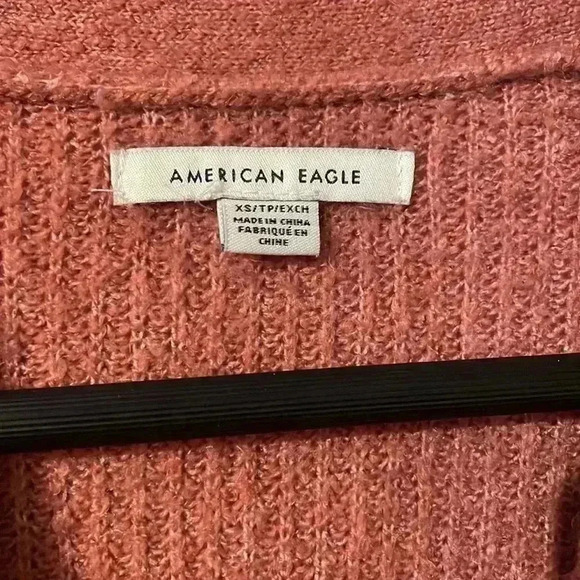 AMERICAN EAGLE
XS/TP/EXCH
MADE IN CHINA
FABRIQUÉ EN
CHINE